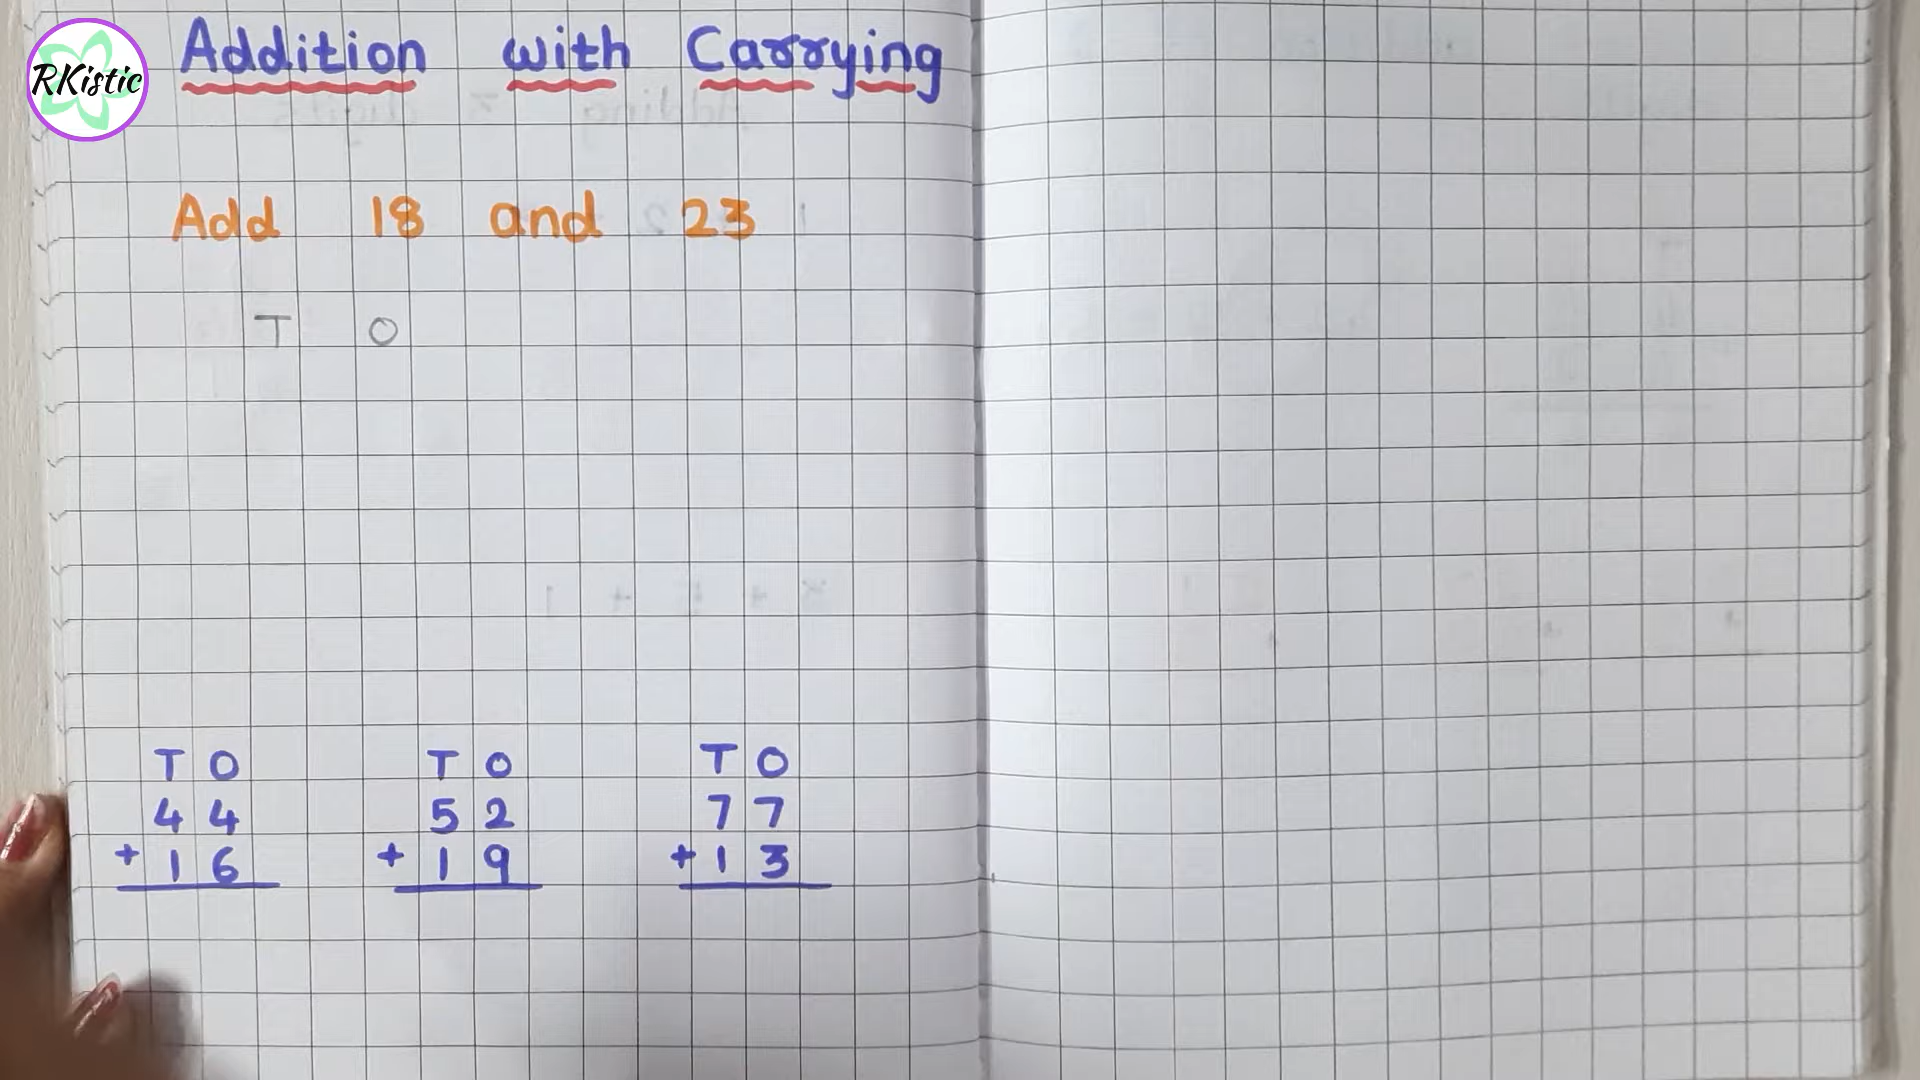 RKistic
Addition with Carrying
Add 18 and 23
T O
T O T O T O
4 4 5 2 7 7
+ 1 6 + 1 9 + 1 3